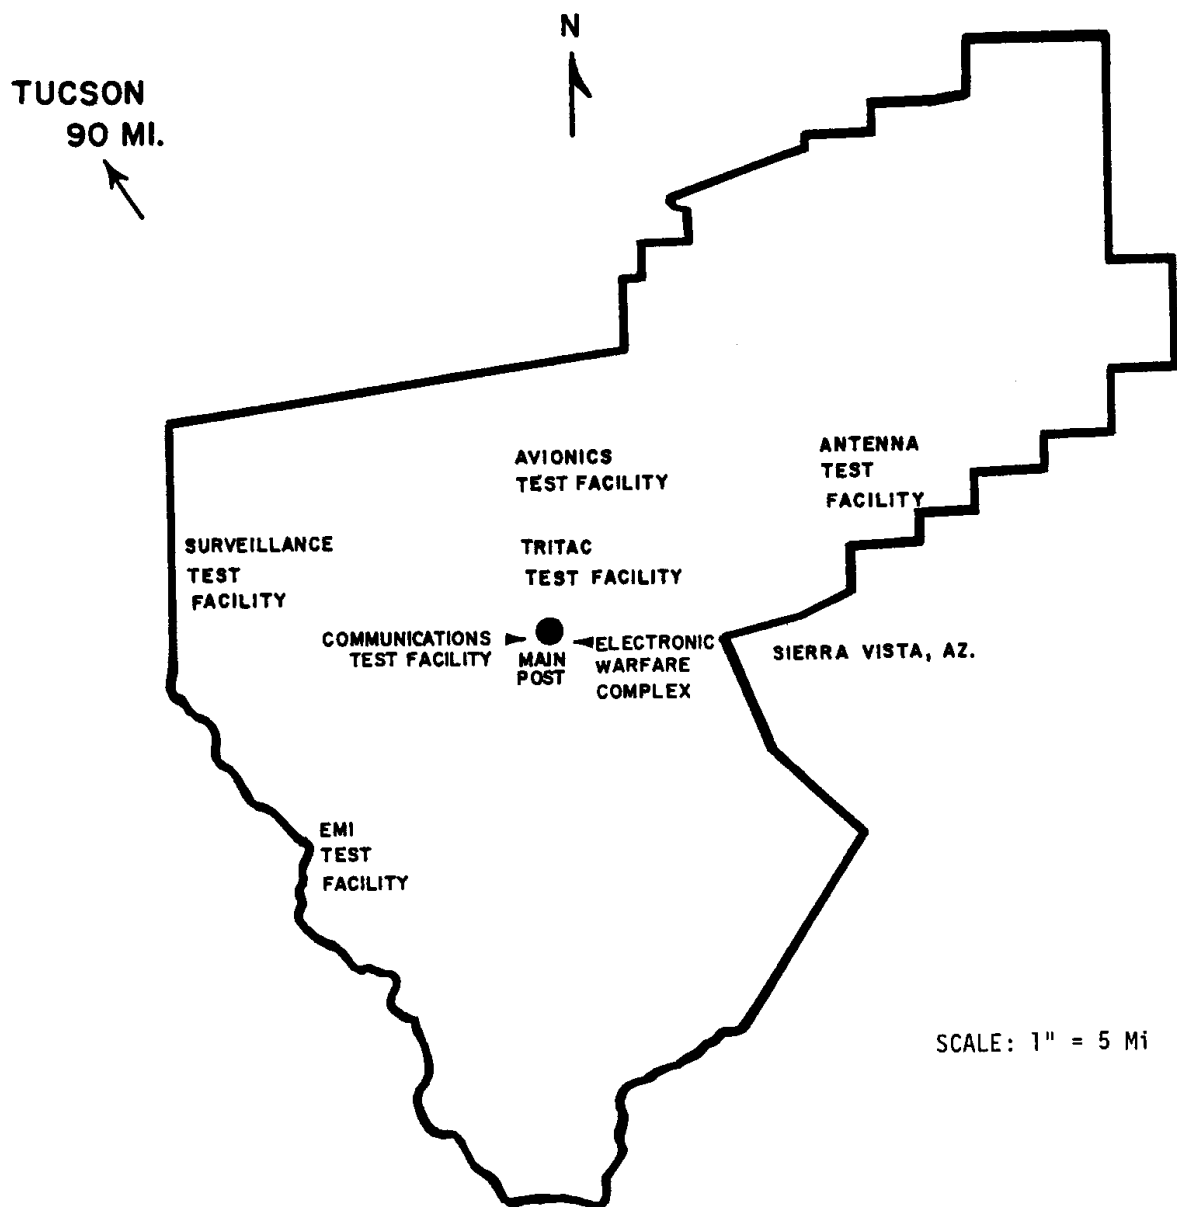 N
TUCSON
90 MI.
AVIONICS
TEST FACILITY
ANTENNA
TEST
FACILITY
SURVEILLANCE
TEST
FACILITY
TRITAC
TEST FACILITY
COMMUNICATIONS
TEST FACILITY
MAIN
POST
ELECTRONIC
WARFARE
COMPLEX
SIERRA VISTA, AZ.
EMI
TEST
FACILITY
SCALE: 1" = 5 Mi